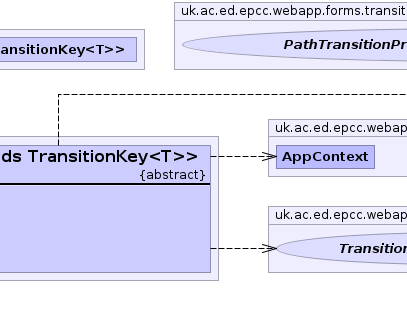 uk.ac.ed.epcc.webapp.forms.transit
ansitionKey<T>>
PathTransitionPr
uk.ac.ed.epcc.webapp
ds TransitionKey<T>>
AppContext
{abstract}
uk.ac.ed.epcc.webapp
Transition